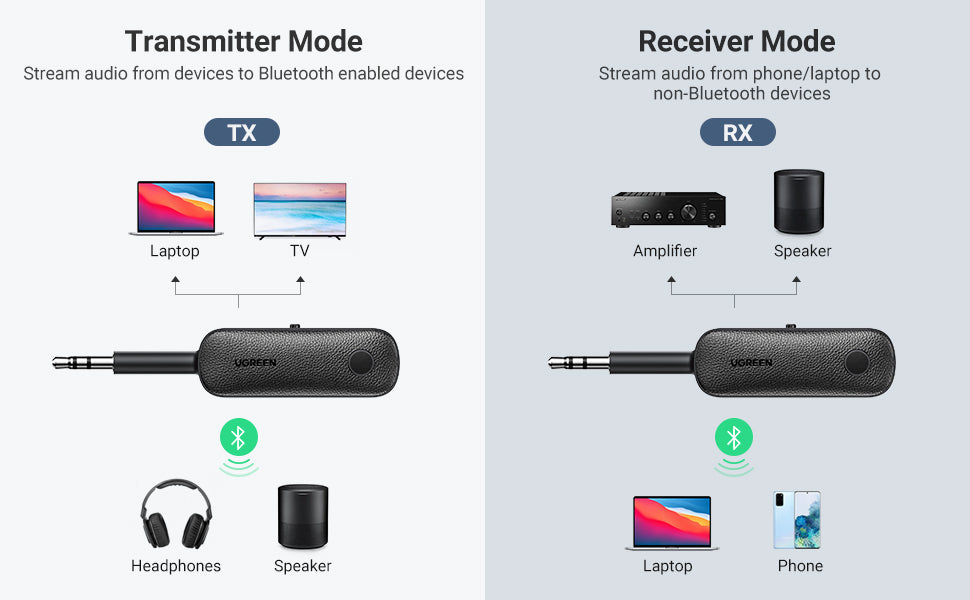 Transmitter Mode
Stream audio from devices to Bluetooth enabled devices
TX
Laptop
TV
UGREEN
Headphones
Speaker
Receiver Mode
Stream audio from phone/laptop to
non-Bluetooth devices
RX
Amplifier
Speaker
UGREEN
Laptop
Phone